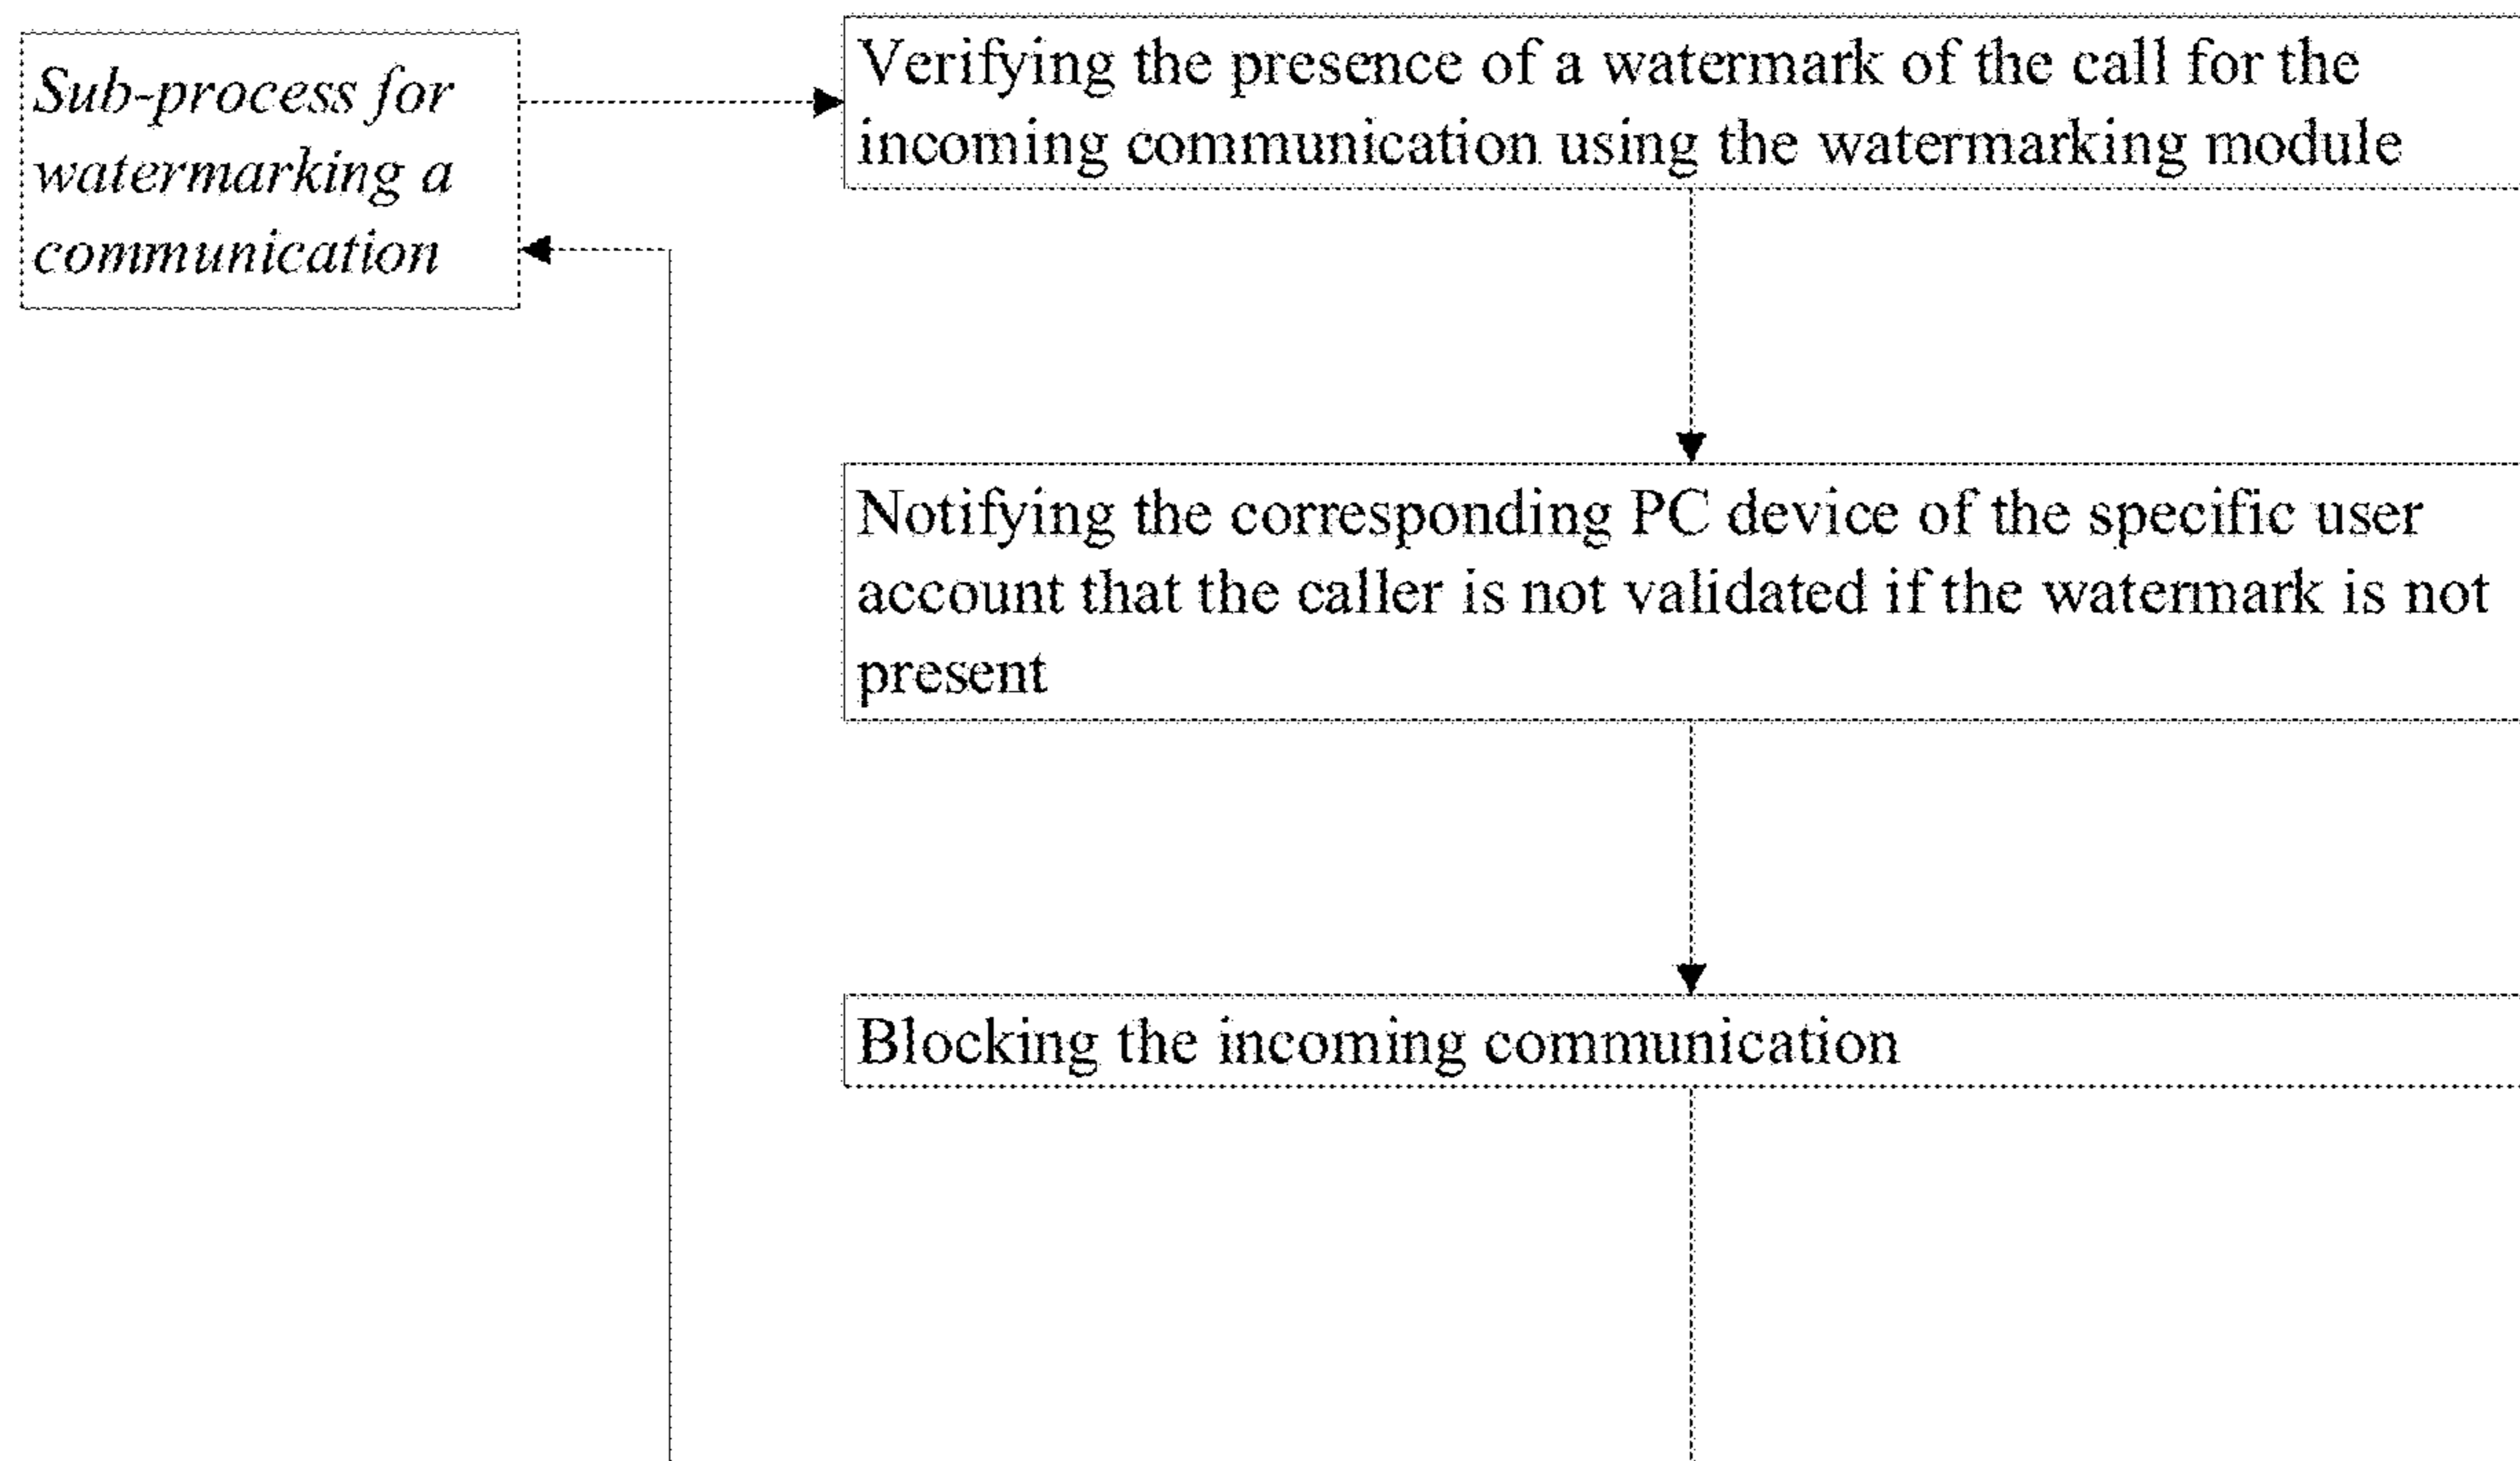 Sub-process for
watermarking a
communication
Verifying the presence of a watermark of the call for the
incoming communication using the watermarking module
Notifying the corresponding PC device of the specific user
account that the caller is not validated if the watermark is not
present
Blocking the incoming communication